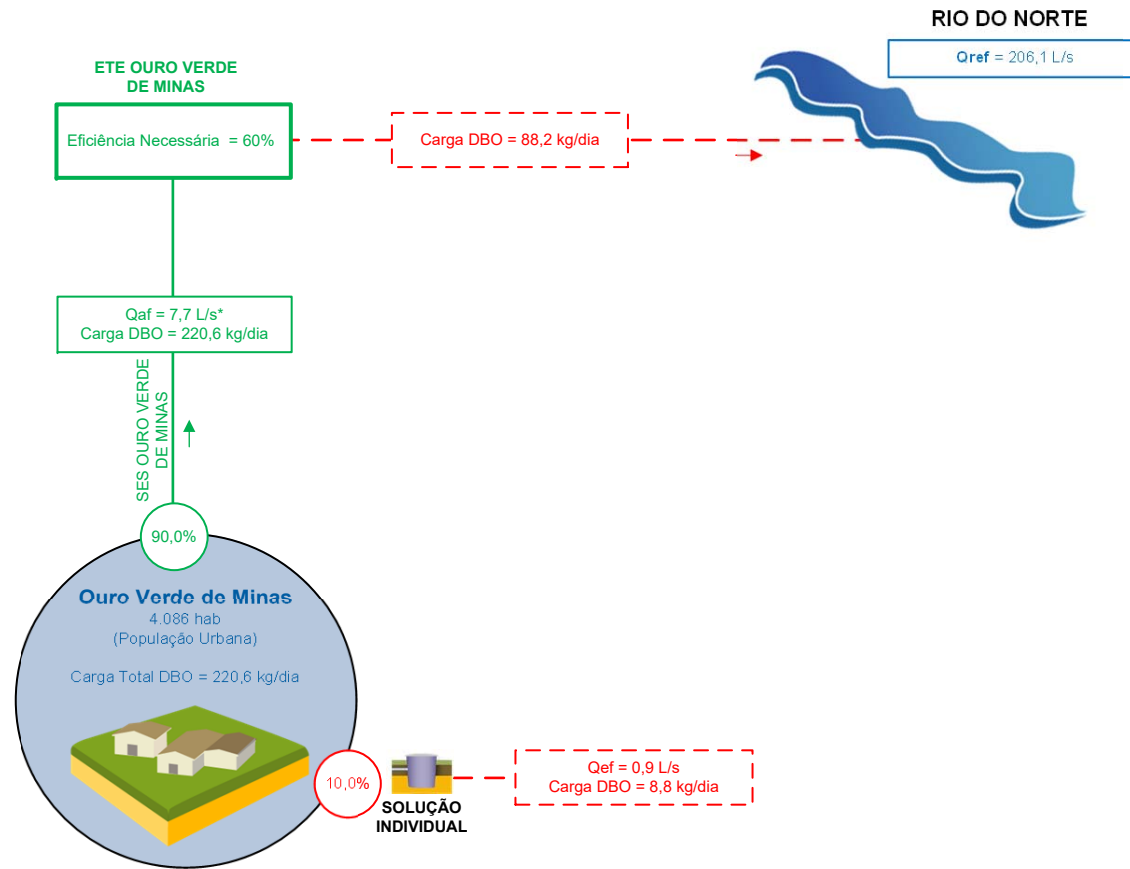 RIO DO NORTE
Qref = 206,1 L/s
ETE OURO VERDE
DE MINAS
Eficiência Necessária = 60%
Carga DBO = 88,2 kg/dia
Qaf = 7,7 L/s*
Carga DBO = 220,6 kg/dia
SES OURO VERDE
DE MINAS
90,0%
Ouro Verde de Minas
4.086 hab
(População Urbana)
Carga Total DBO = 220,6 kg/dia
10,0%
SOLUÇÃO
INDIVIDUAL
Qef = 0,9 L/s
Carga DBO = 8,8 kg/dia